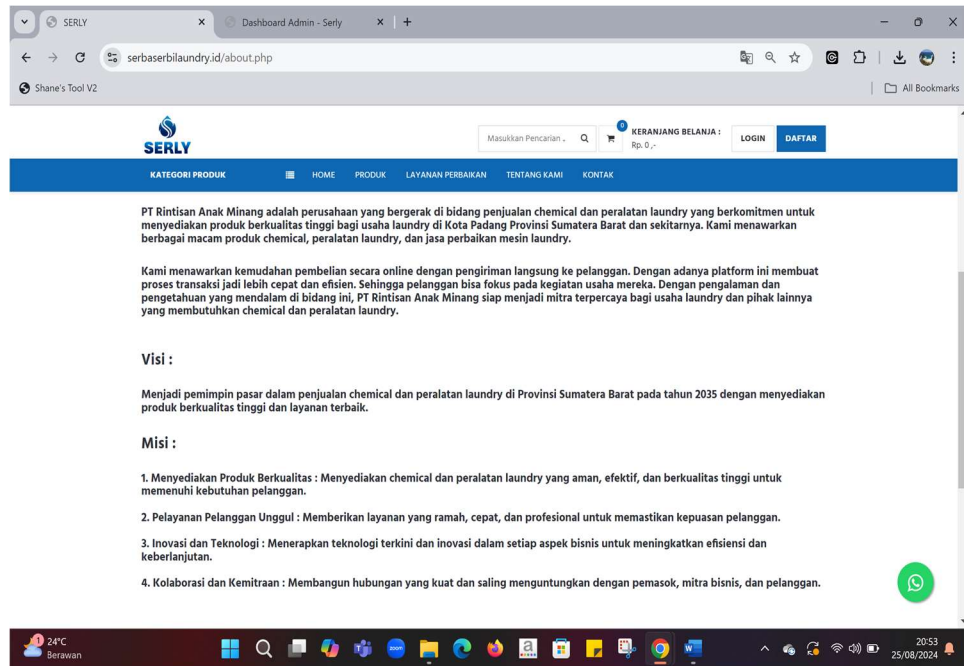 SERLY
Dashboard Admin - Serly
serbaserbilaundry.id/about.php
Shane's Tool V2
All Bookmarks
SERLY
Masukkan Pencarian .
0
KERANJANG BELANJA :
Rp. 0 ,-
LOGIN
DAFTAR
KATEGORI PRODUK
HOME
PRODUK
LAYANAN PERBAIKAN
TENTANG KAMI
KONTAK
PT Rintisan Anak Minang adalah perusahaan yang bergerak di bidang penjualan chemical dan peralatan laundry yang berkomitmen untuk
menyediakan produk berkualitas tinggi bagi usaha laundry di Kota Padang Provinsi Sumatera Barat dan sekitarnya. Kami menawarkan
berbagai macam produk chemical, peralatan laundry, dan jasa perbaikan mesin laundry.
Kami menawarkan kemudahan pembelian secara online dengan pengiriman langsung ke pelanggan. Dengan adanya platform ini membuat
proses transaksi jadi lebih cepat dan efisien. Sehingga pelanggan bisa fokus pada kegiatan usaha mereka. Dengan pengalaman dan
pengetahuan yang mendalam di bidang ini, PT Rintisan Anak Minang siap menjadi mitra terpercaya bagi usaha laundry dan pihak lainnya
yang membutuhkan chemical dan peralatan laundry.
Visi :
Menjadi pemimpin pasar dalam penjualan chemical dan peralatan laundry di Provinsi Sumatera Barat pada tahun 2035 dengan menyediakan
produk berkualitas tinggi dan layanan terbaik.
Misi :
1. Menyediakan Produk Berkualitas : Menyediakan chemical dan peralatan laundry yang aman, efektif, dan berkualitas tinggi untuk
memenuhi kebutuhan pelanggan.
2. Pelayanan Pelanggan Unggul : Memberikan layanan yang ramah, cepat, dan profesional untuk memastikan kepuasan pelanggan.
3. Inovasi dan Teknologi : Menerapkan teknologi terkini dan inovasi dalam setiap aspek bisnis untuk meningkatkan efisiensi dan
keberlanjutan.
4. Kolaborasi dan Kemitraan : Membangun hubungan yang kuat dan saling menguntungkan dengan pemasok, mitra bisnis, dan pelanggan.
1
24°C
Berawan
zoom
a
20:53
25/08/2024